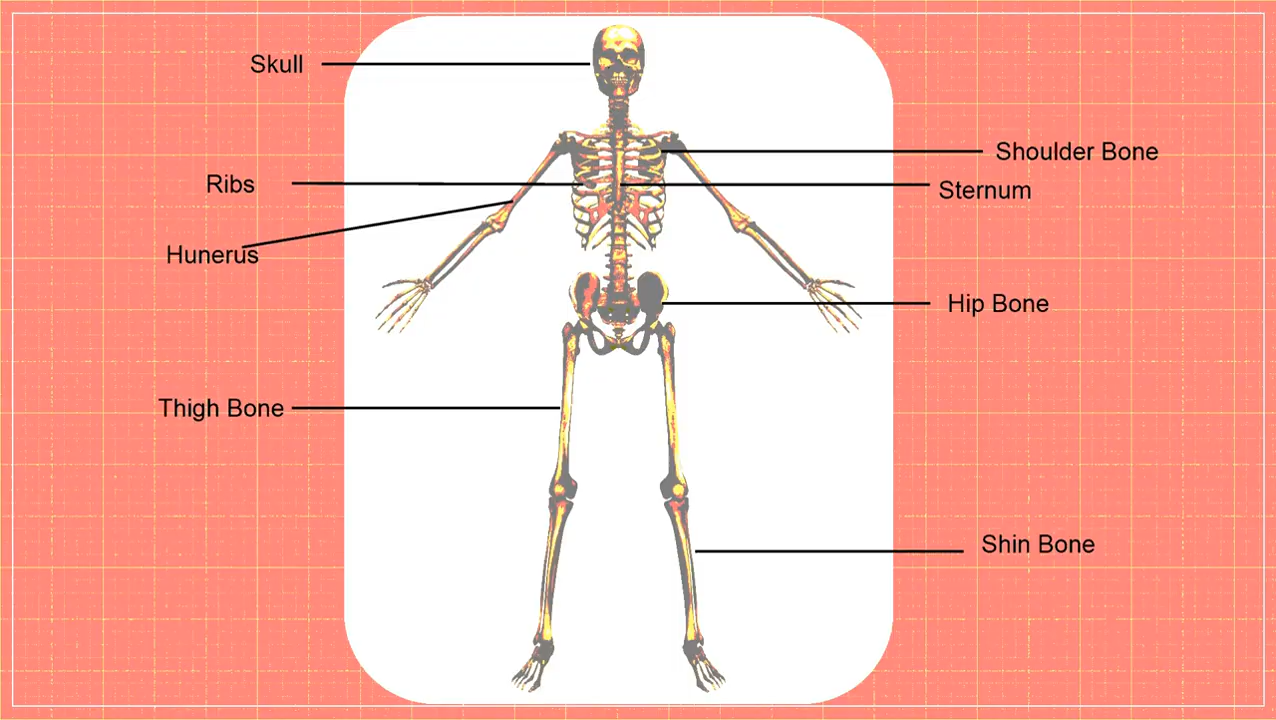 Skull
Shoulder Bone
Ribs
Sternum
Hunerus
Hip Bone
Thigh Bone
Shin Bone